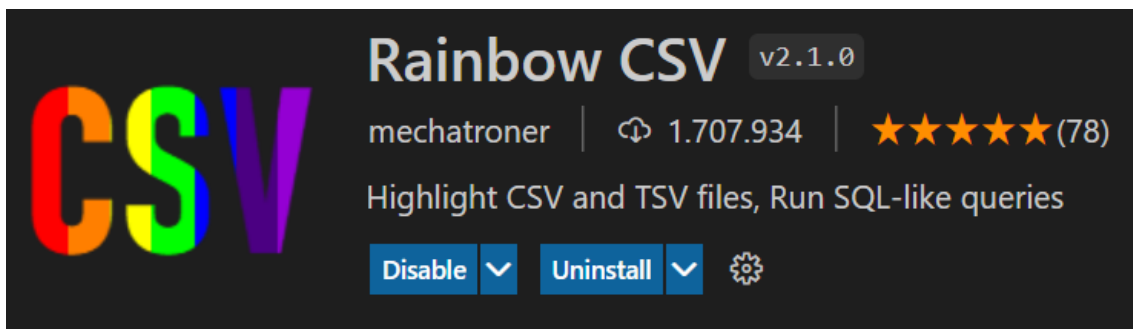 CSV
Rainbow CSV v2.1.0
mechatroner 1.707.934 (78)
Highlight CSV and TSV files, Run SQL-like queries
Disable Uninstall